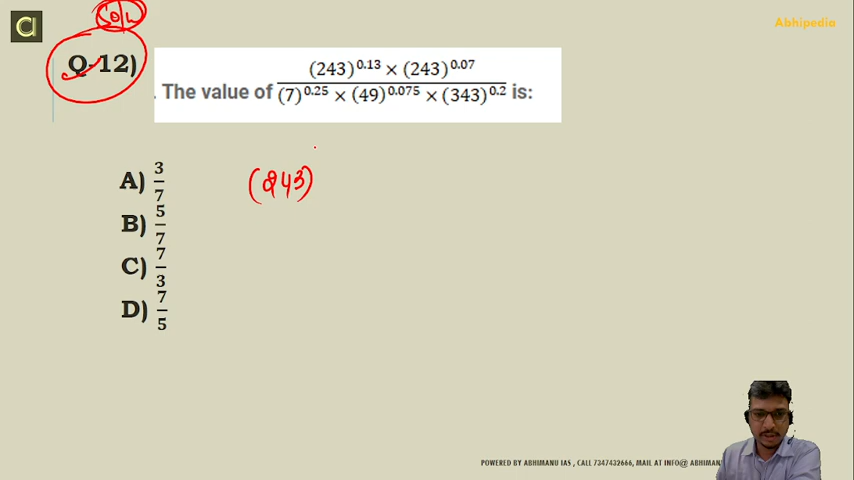 a
Abhipedia
Soln
Q-12)
. The value of (243)^0.13 × (243)^0.07 / (7)^0.25 × (49)^0.075 × (343)^0.2 is:
A) 3/7
(243)
B) 5/7
C) 7/3
D) 7/5
POWERED BY ABHIMANU IAS , CALL 7347432666, MAIL AT INFO@ ABHIMAN